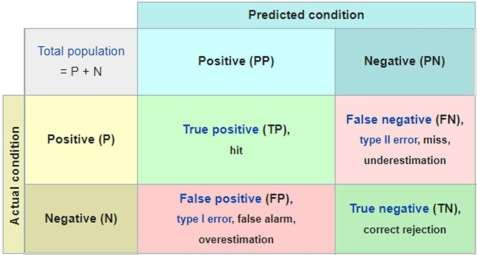 Predicted condition
Total population
= P + N
Positive (PP)
Negative (PN)
Actual condition
Positive (P)
True positive (TP),
hit
False negative (FN),
type II error, miss,
underestimation
Negative (N)
False positive (FP),
type I error, false alarm,
overestimation
True negative (TN),
correct rejection